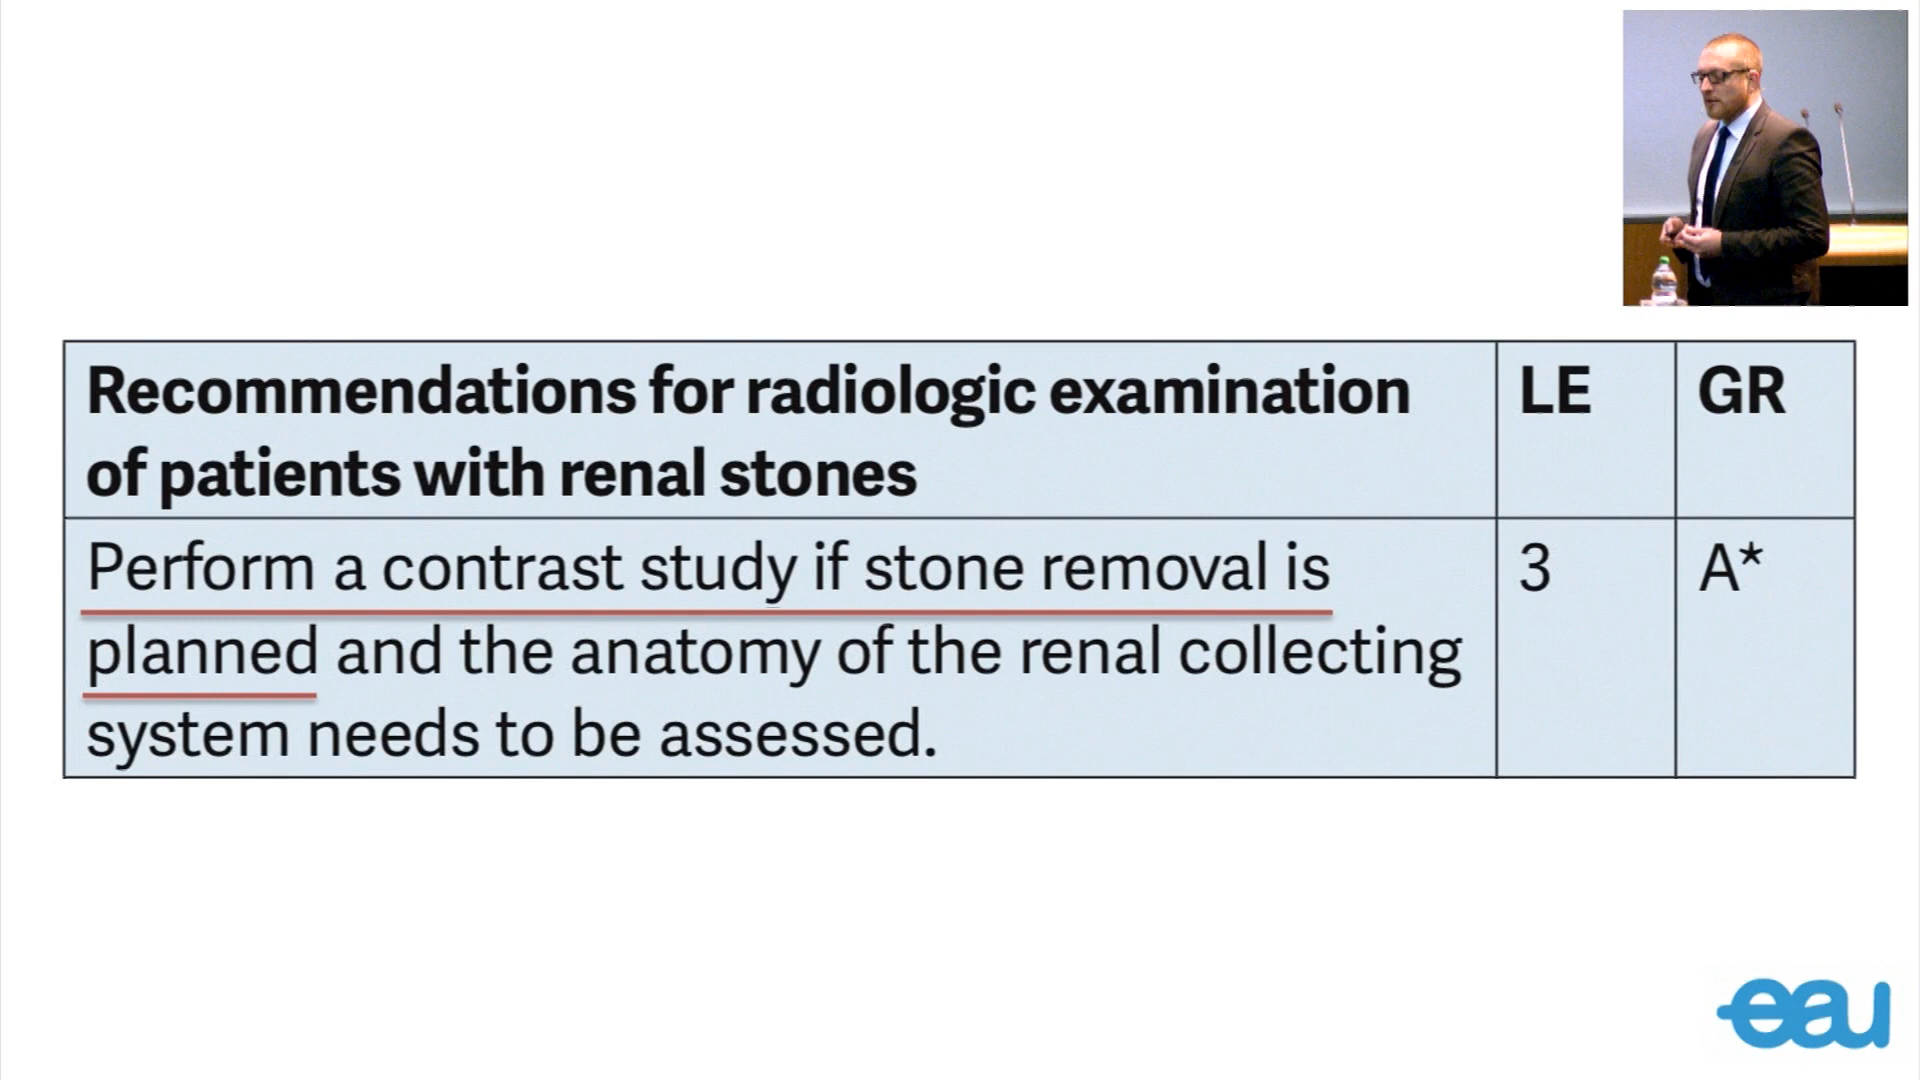 Recommendations for radiologic examination LE GR
of patients with renal stones
Perform a contrast study if stone removal is 3 A*
planned and the anatomy of the renal collecting
system needs to be assessed.
eau